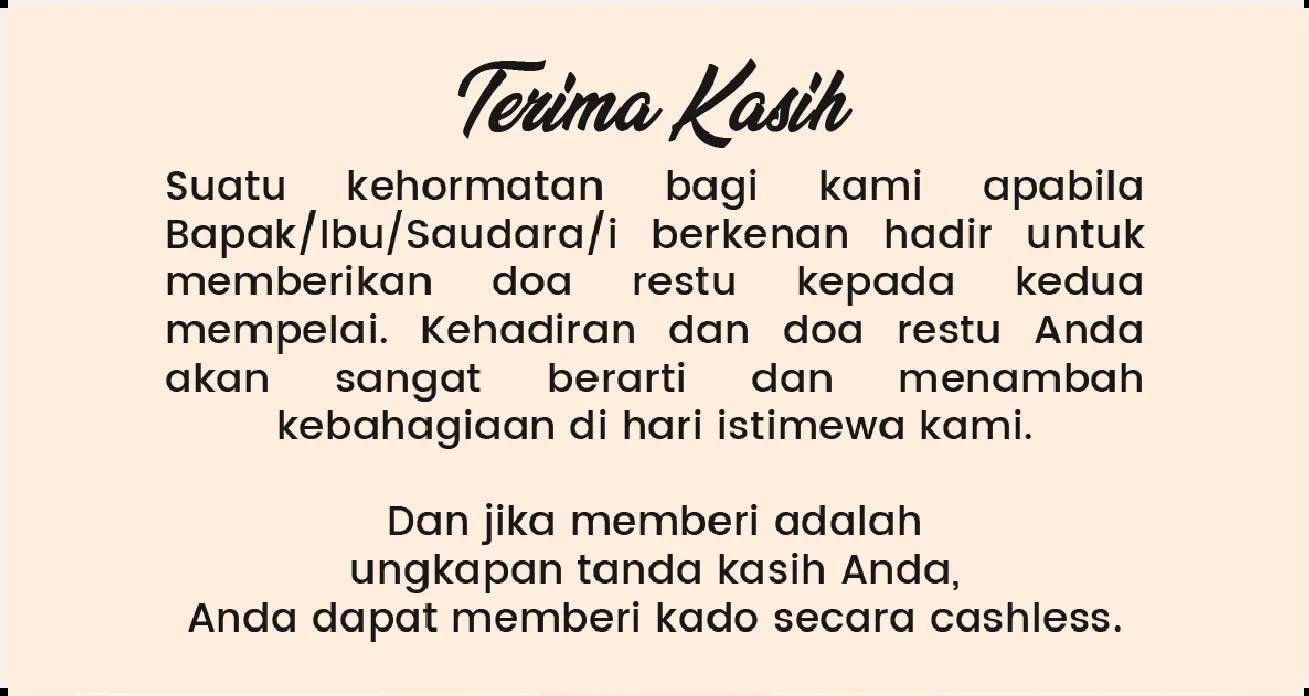 Terima Kasih
Suatu kehormatan bagi kami apabila
Bapak/Ibu/Saudara/i berkenan hadir untuk
memberikan doa restu kepada kedua
mempelai. Kehadiran dan doa restu Anda
akan sangat berarti dan menambah
kebahagiaan di hari istimewa kami.
Dan jika memberi adalah
ungkapan tanda kasih Anda,
Anda dapat memberi kado secara cashless.